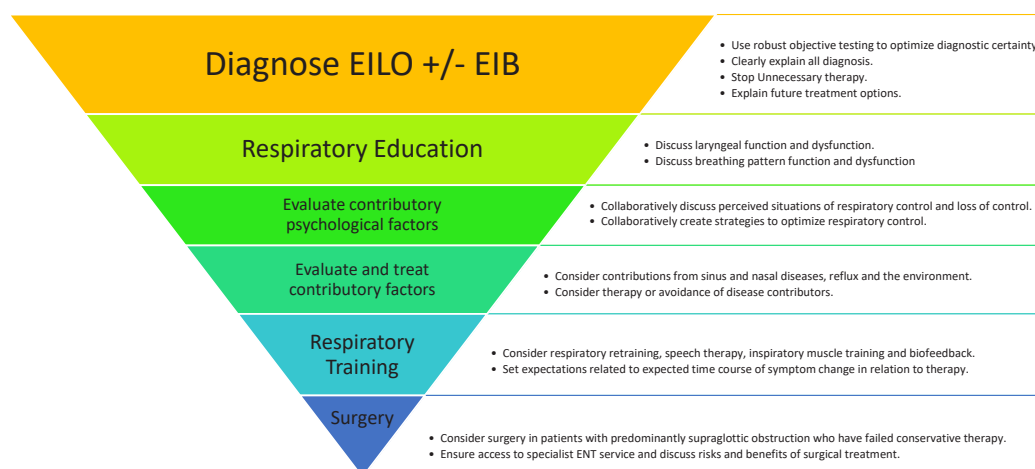 Diagnose EILO +/- EIB
• Use robust objective testing to optimize diagnostic certainty
• Clearly explain all diagnosis.
• Stop Unnecessary therapy.
• Explain future treatment options.
Respiratory Education
• Discuss laryngeal function and dysfunction.
• Discuss breathing pattern function and dysfunction
Evaluate contributory
psychological factors
• Collaboratively discuss perceived situations of respiratory control and loss of control.
• Collaboratively create strategies to optimize respiratory control.
Evaluate and treat
contributory factors
• Consider contributions from sinus and nasal diseases, reflux and the environment.
• Consider therapy or avoidance of disease contributors.
Respiratory
Training
• Consider respiratory retraining, speech therapy, inspiratory muscle training and biofeedback.
• Set expectations related to expected time course of symptom change in relation to therapy.
Surgery
• Consider surgery in patients with predominantly supraglottic obstruction who have failed conservative therapy.
• Ensure access to specialist ENT service and discuss risks and benefits of surgical treatment.